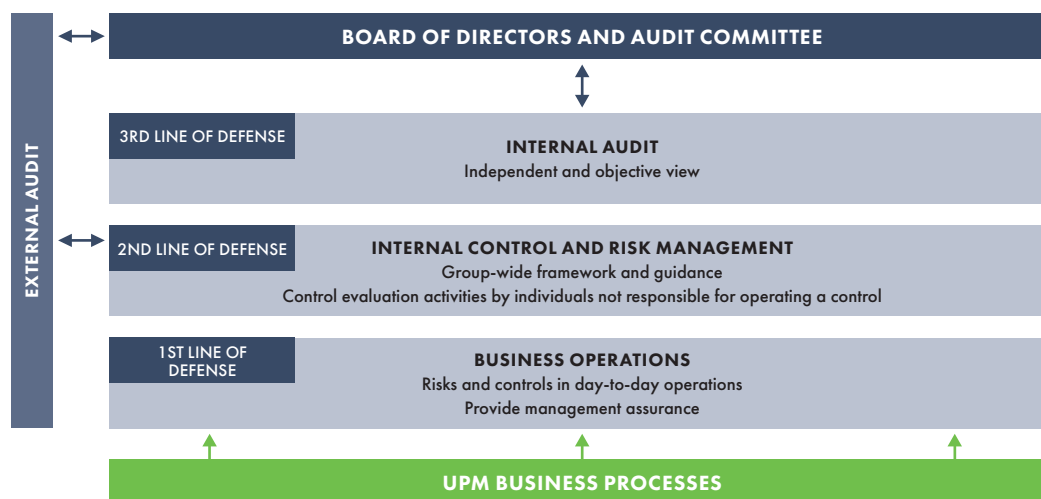 EXTERNAL AUDIT
BOARD OF DIRECTORS AND AUDIT COMMITTEE
3RD LINE OF DEFENSE
INTERNAL AUDIT
Independent and objective view
2ND LINE OF DEFENSE
INTERNAL CONTROL AND RISK MANAGEMENT
Group-wide framework and guidance
Control evaluation activities by individuals not responsible for operating a control
1ST LINE OF
DEFENSE
BUSINESS OPERATIONS
Risks and controls in day-to-day operations
Provide management assurance
UPM BUSINESS PROCESSES